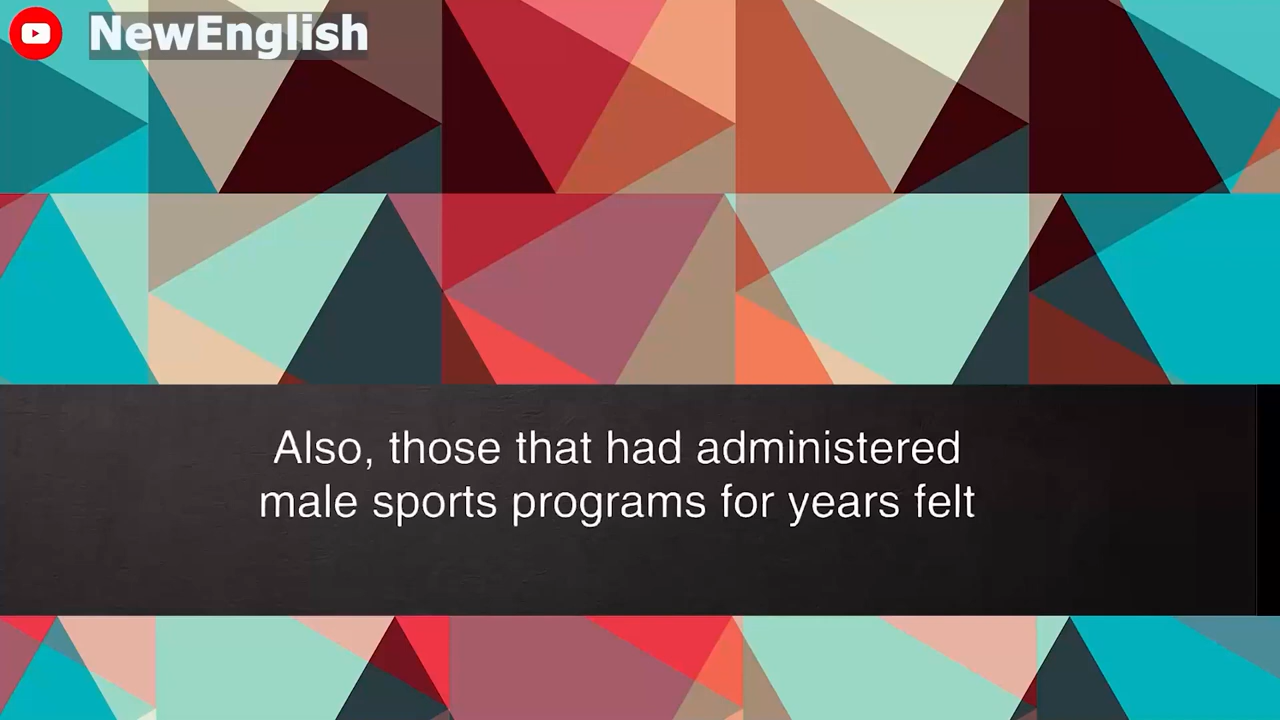 NewEnglish
Also, those that had administered
male sports programs for years felt